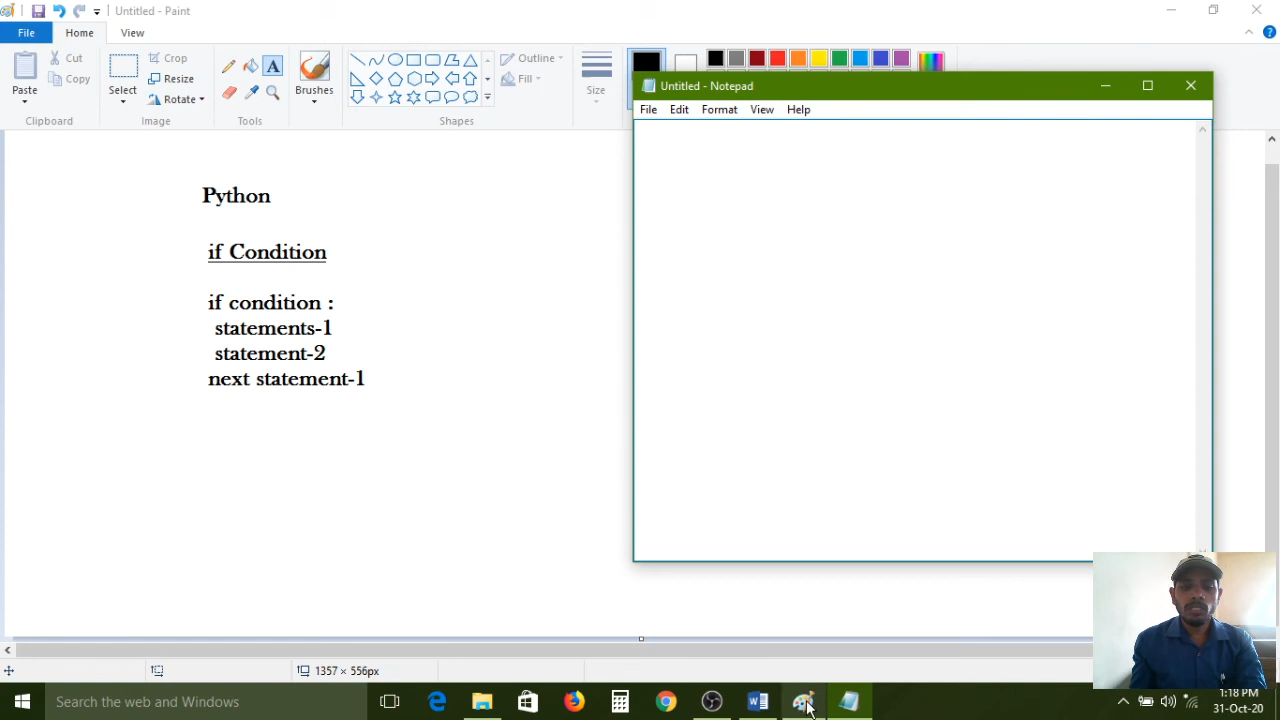 Untitled - Paint
File Home View
Paste
Cut
Copy
Clipboard
Select
Crop
Resize
Rotate
Image
A
Tools
Brushes
Outline
Fill
Shapes
Size
Untitled - Notepad
File Edit Format View Help
Python
if Condition
if condition :
statements-1
statement-2
next statement-1
1357 × 556px
Search the web and Windows
1:18 PM
31-Oct-20